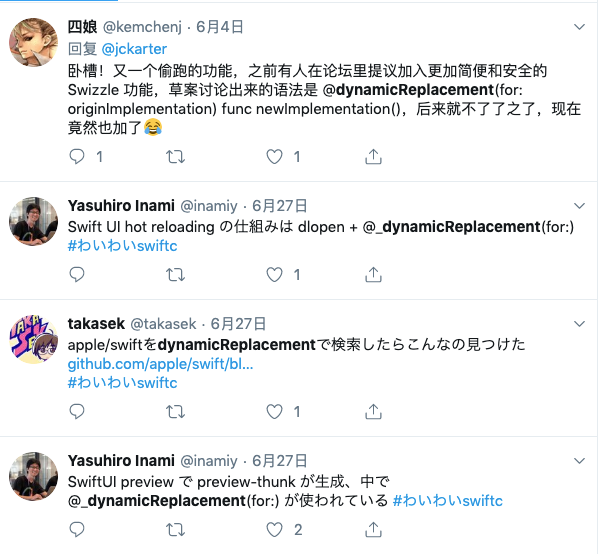 四娘 @kemchenj · 6月4日
回复 @jckarter
卧槽！又一个偷跑的功能，之前有人在论坛里提议加入更加简便和安全的
Swizzle 功能，草案讨论出来的语法是 @dynamicReplacement(for:
originImplementation) func newImplementation()，后来就不了了之了，现在
竟然也加了😂
1 1
Yasuhiro Inami @inamiy · 6月27日
Swift UI hot reloading の仕組みは dlopen + @_dynamicReplacement(for:)
#わいわいswiftc
1
takasek @takasek · 6月27日
apple/swiftをdynamicReplacementで検索したらこんなの見つけた
github.com/apple/swift/bl...
#わいわいswiftc
1
Yasuhiro Inami @inamiy · 6月27日
SwiftUI preview で preview-thunk が生成、中で
@_dynamicReplacement(for:) が使われている #わいわいswiftc
2